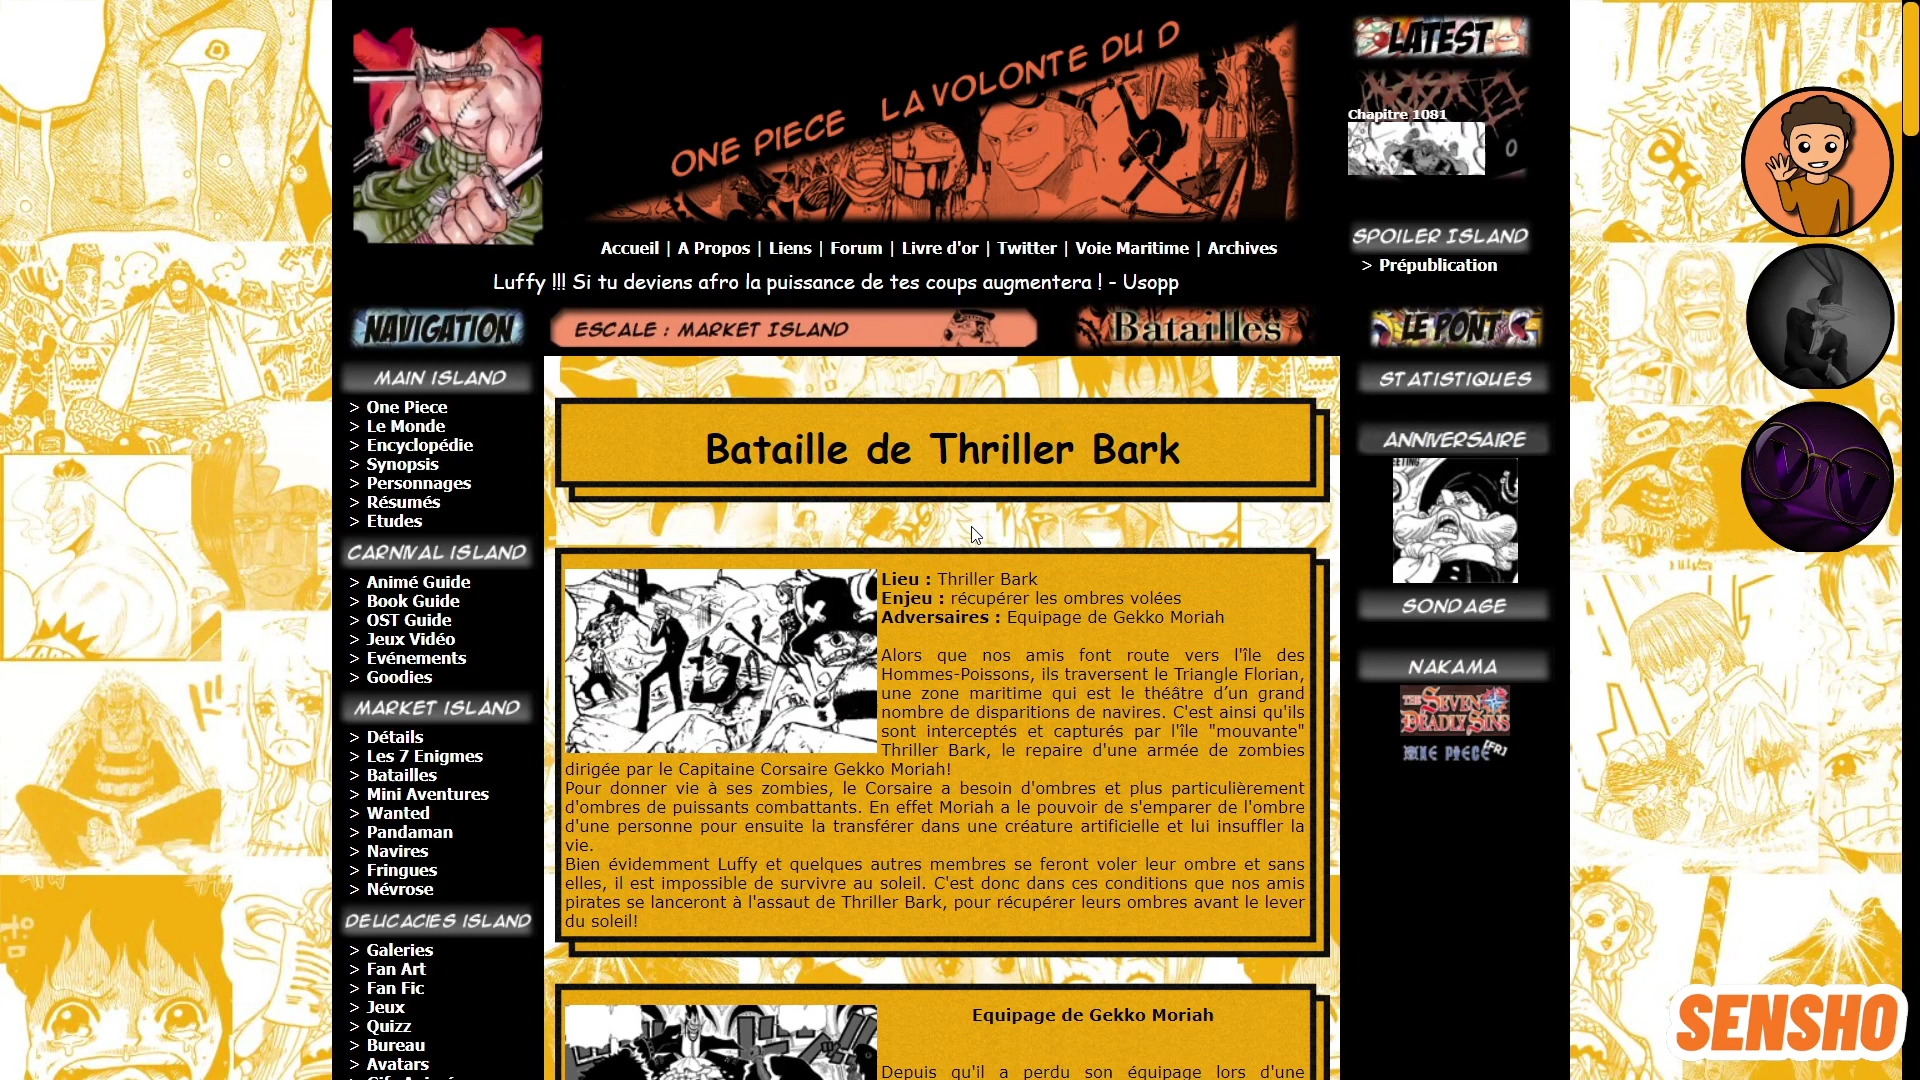 ONE PIECE LA VOLONTE DU D
LATEST
Chapitre 1081
Accueil | A Propos | Liens | Forum | Livre d'or | Twitter | Voie Maritime | Archives
Luffy !!! Si tu deviens afro la puissance de tes coups augmentera ! - Usopp
SPOILER ISLAND
> Prépublication
NAVIGATION
ESCALE : MARKET ISLAND
Batailles
LE PONT
MAIN ISLAND
> One Piece
> Le Monde
> Encyclopédie
> Synopsis
> Personnages
> Résumés
> Etudes
CARNIVAL ISLAND
> Animé Guide
> Book Guide
> OST Guide
> Jeux Vidéo
> Evénements
> Goodies
MARKET ISLAND
> Détails
> Les 7 Enigmes
> Batailles
> Mini Aventures
> Wanted
> Pandaman
> Navires
> Fringues
> Névrose
DELICACIES ISLAND
> Galeries
> Fan Art
> Fan Fic
> Jeux
> Quizz
> Bureau
> Avatars
Bataille de Thriller Bark
Lieu : Thriller Bark
Enjeu : récupérer les ombres volées
Adversaires : Equipage de Gekko Moriah
Alors que nos amis font route vers l'île des
Hommes-Poissons, ils traversent le Triangle Florian,
une zone maritime qui est le théâtre d’un grand
nombre de disparitions de navires. C'est ainsi qu'ils
sont interceptés et capturés par l'île "mouvante"
Thriller Bark, le repaire d'une armée de zombies
dirigée par le Capitaine Corsaire Gekko Moriah!
Pour donner vie à ses zombies, le Corsaire a besoin d'ombres et plus particulièrement
d'ombres de puissants combattants. En effet Moriah a le pouvoir de s'emparer de l'ombre
d'une personne pour ensuite la transférer dans une créature artificielle et lui insuffler la
vie.
Bien évidemment Luffy et quelques autres membres se feront voler leur ombre et sans
elles, il est impossible de survivre au soleil. C'est donc dans ces conditions que nos amis
pirates se lanceront à l'assaut de Thriller Bark, pour récupérer leurs ombres avant le lever
du soleil!
Equipage de Gekko Moriah
Depuis qu'il a perdu son équipage lors d'une
STATISTIQUES
ANNIVERSAIRE
SONDAGE
NAKAMA
THE SEVEN
DEADLY SINS
ONE PIECE [FR]
SENSHO